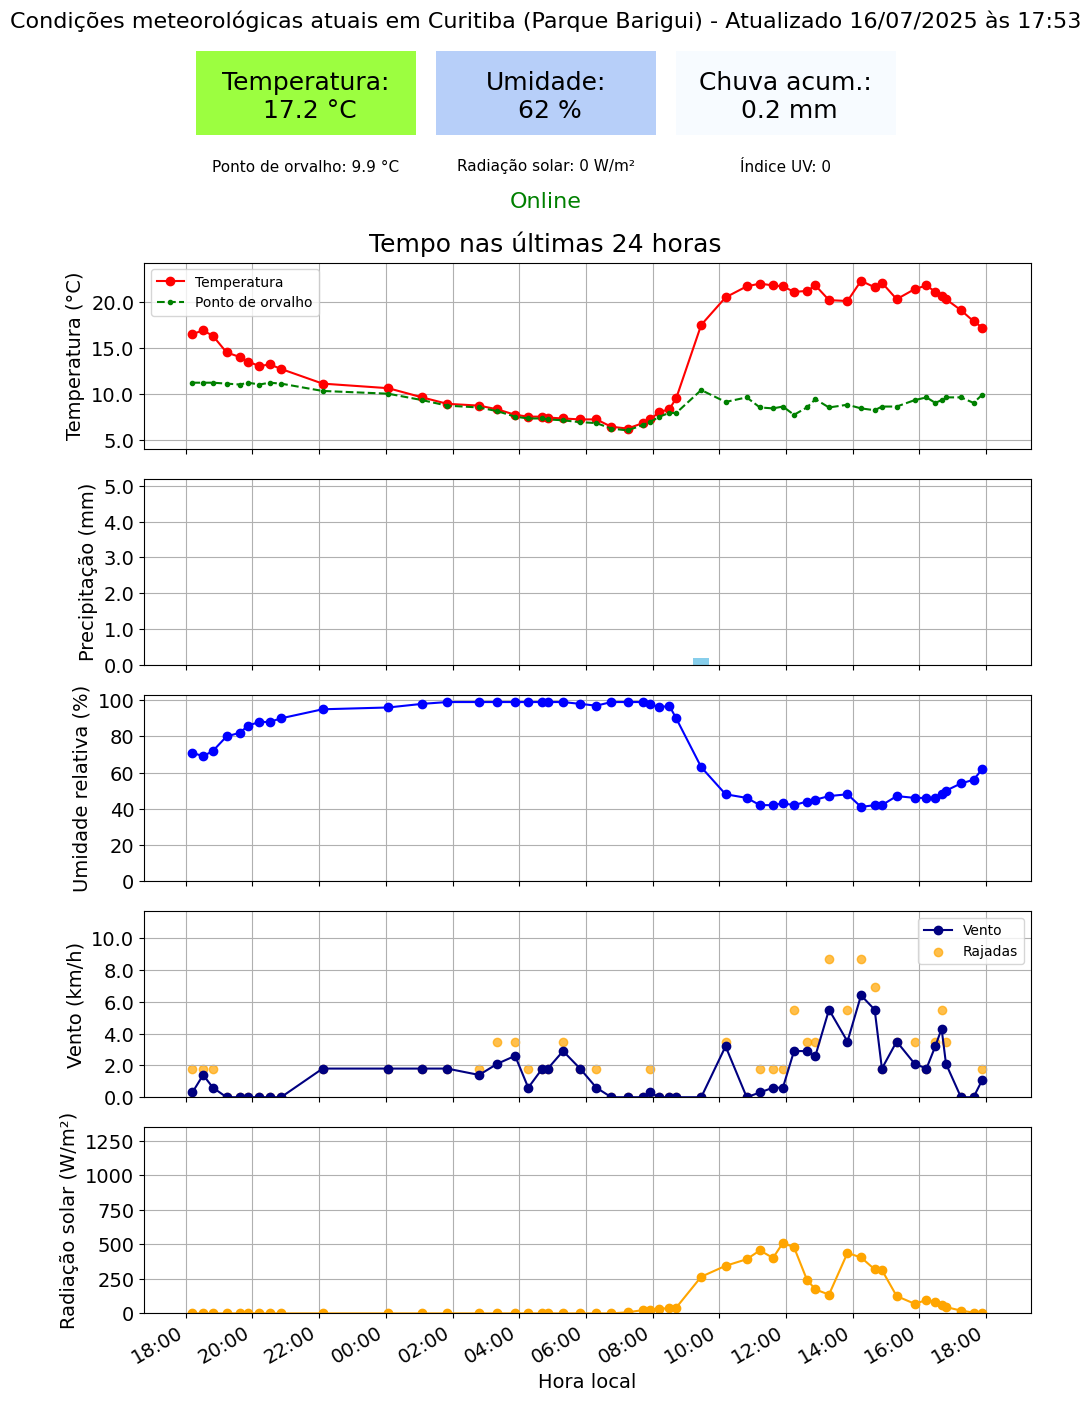 Condições meteorológicas atuais em Curitiba (Parque Barigui) - Atualizado 16/07/2025 às 17:53
Temperatura:
17.2 °C
Umidade:
62 %
Chuva acum.:
0.2 mm
Ponto de orvalho: 9.9 °C
Radiação solar: 0 W/m²
Índice UV: 0
Online
Tempo nas últimas 24 horas
Temperatura (°C)
20.0
15.0
10.0
5.0
Temperatura
Ponto de orvalho
Precipitação (mm)
5.0
4.0
3.0
2.0
1.0
0.0
Umidade relativa (%)
100
80
60
40
20
0
Vento (km/h)
10.0
8.0
6.0
4.0
2.0
0.0
Vento
Rajadas
Radiação solar (W/m²)
1250
1000
750
500
250
0
18:00
20:00
22:00
00:00
02:00
04:00
06:00
08:00
10:00
12:00
14:00
16:00
18:00
Hora local